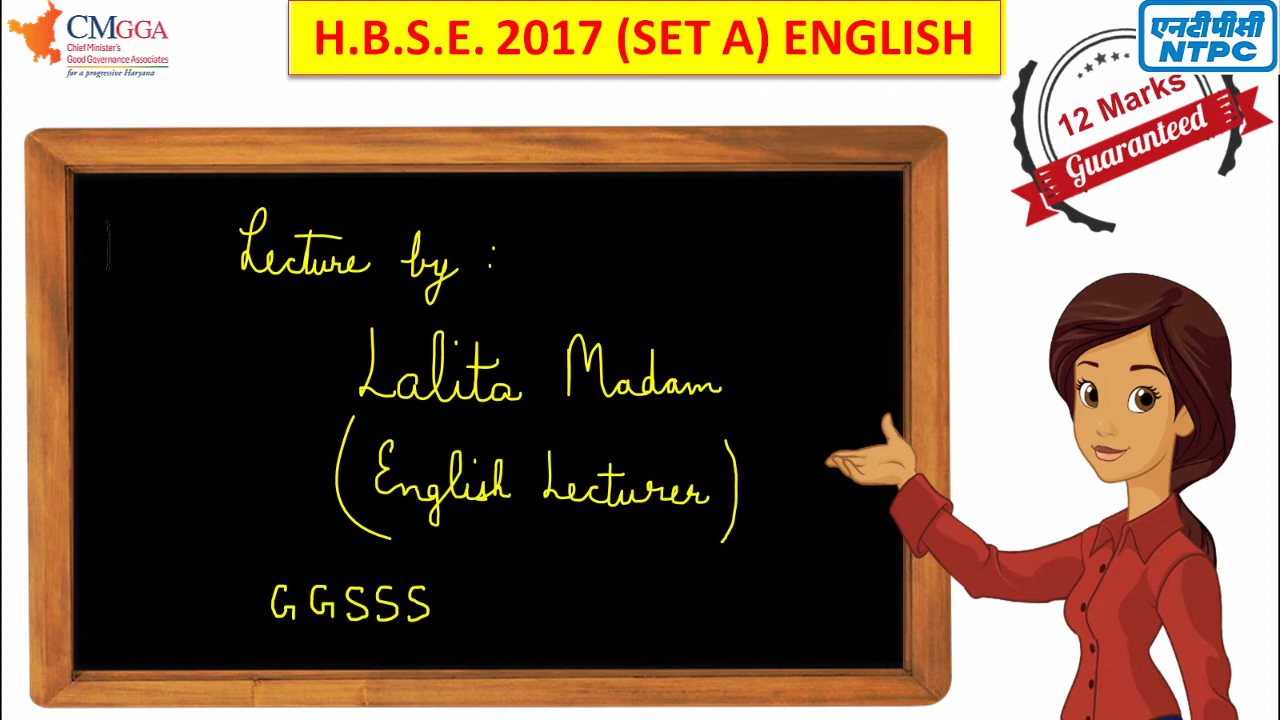 CMGGA
Chief Minister's
Good Governance Associates
for a progressive Haryana
H.B.S.E. 2017 (SET A) ENGLISH
एनटीपीसी
NTPC
12 Marks
Guaranteed
Lecture by :
Lalita Madam
(English Lecturer)
GGSSS